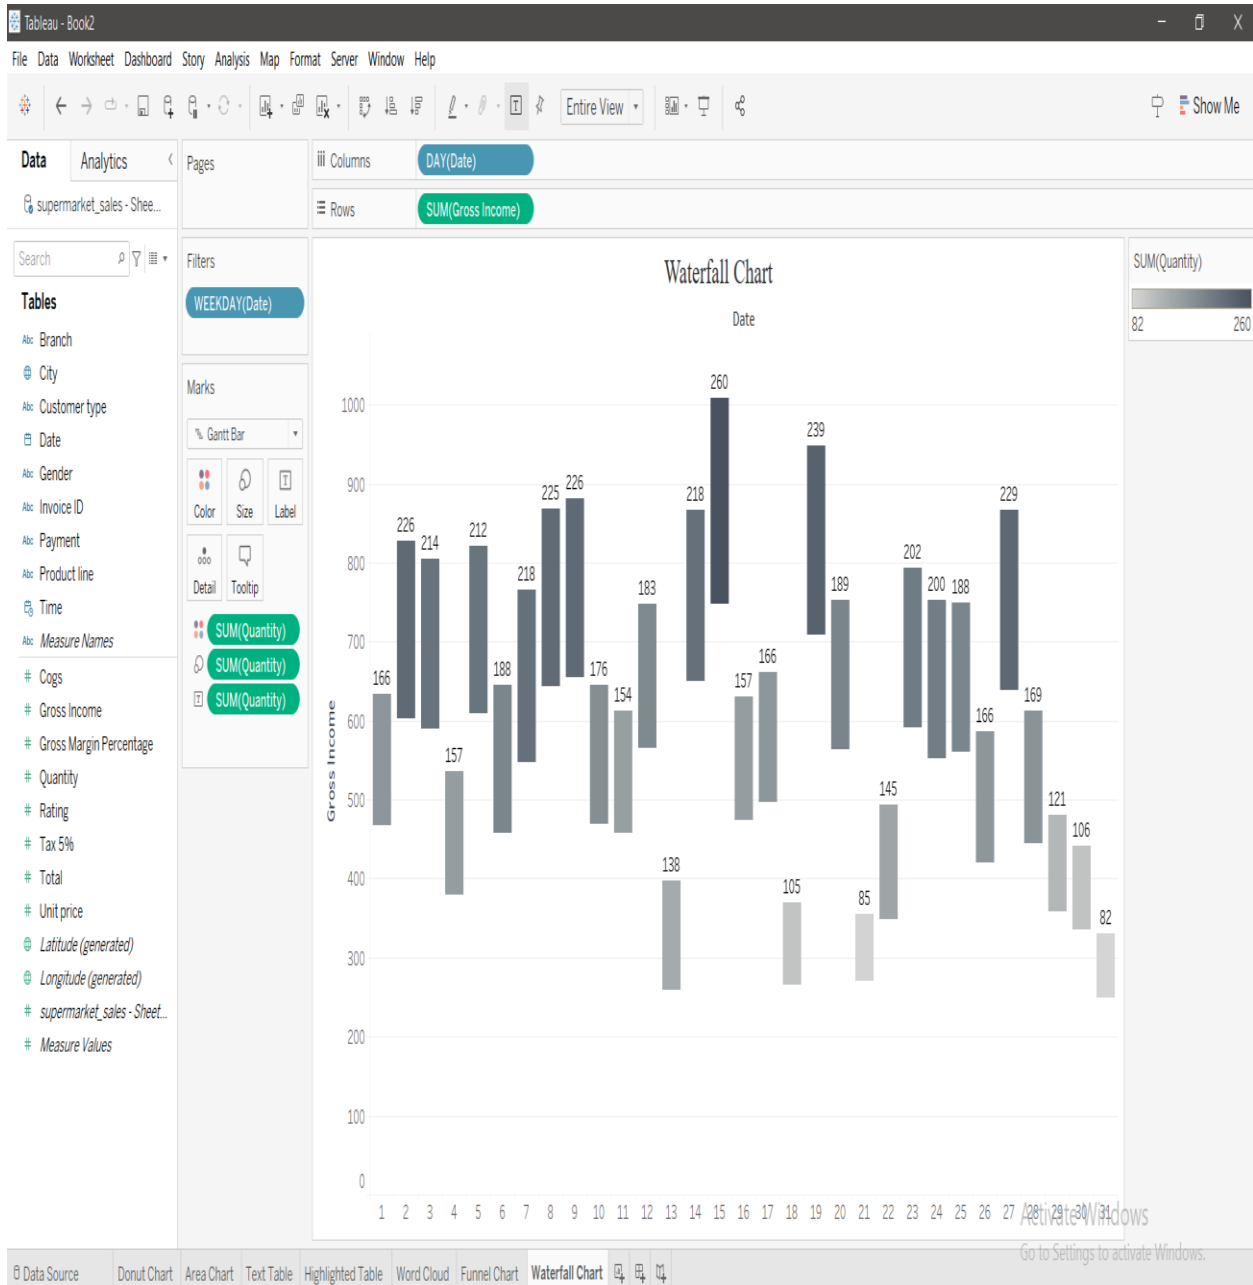 Tableau - Book2
File Data Worksheet Dashboard Story Analysis Map Format Server Window Help
Entire View
Show Me
Data Analytics
Pages
Columns DAY(Date)
supermarket_sales - Shee...
Rows SUM(Gross Income)
Search
Filters
WEEKDAY(Date)
Tables
Abc Branch
City
Abc Customer type
Date
Abc Gender
Abc Invoice ID
Abc Payment
Abc Product line
Time
Abc Measure Names
# Cogs
# Gross Income
# Gross Margin Percentage
# Quantity
# Rating
# Tax 5%
# Total
# Unit price
Latitude (generated)
Longitude (generated)
# supermarket_sales - Sheet...
# Measure Values
Marks
Gantt Bar
Color Size Label
Detail Tooltip
SUM(Quantity)
SUM(Quantity)
SUM(Quantity)
Waterfall Chart
Date
SUM(Quantity)
82 260
Gross Income
1000
900
800
700
600
500
400
300
200
100
0
166 226 214 157 212 188 218 225 226 176 154 183 138 218 260 157 166 105 239 189 85 145 202 200 188 166 229 169 121 106 82
1 2 3 4 5 6 7 8 9 10 11 12 13 14 15 16 17 18 19 20 21 22 23 24 25 26 27 28 29 30 31
Activate Windows
Go to Settings to activate Windows.
Data Source Donut Chart Area Chart Text Table Highlighted Table Word Cloud Funnel Chart Waterfall Chart